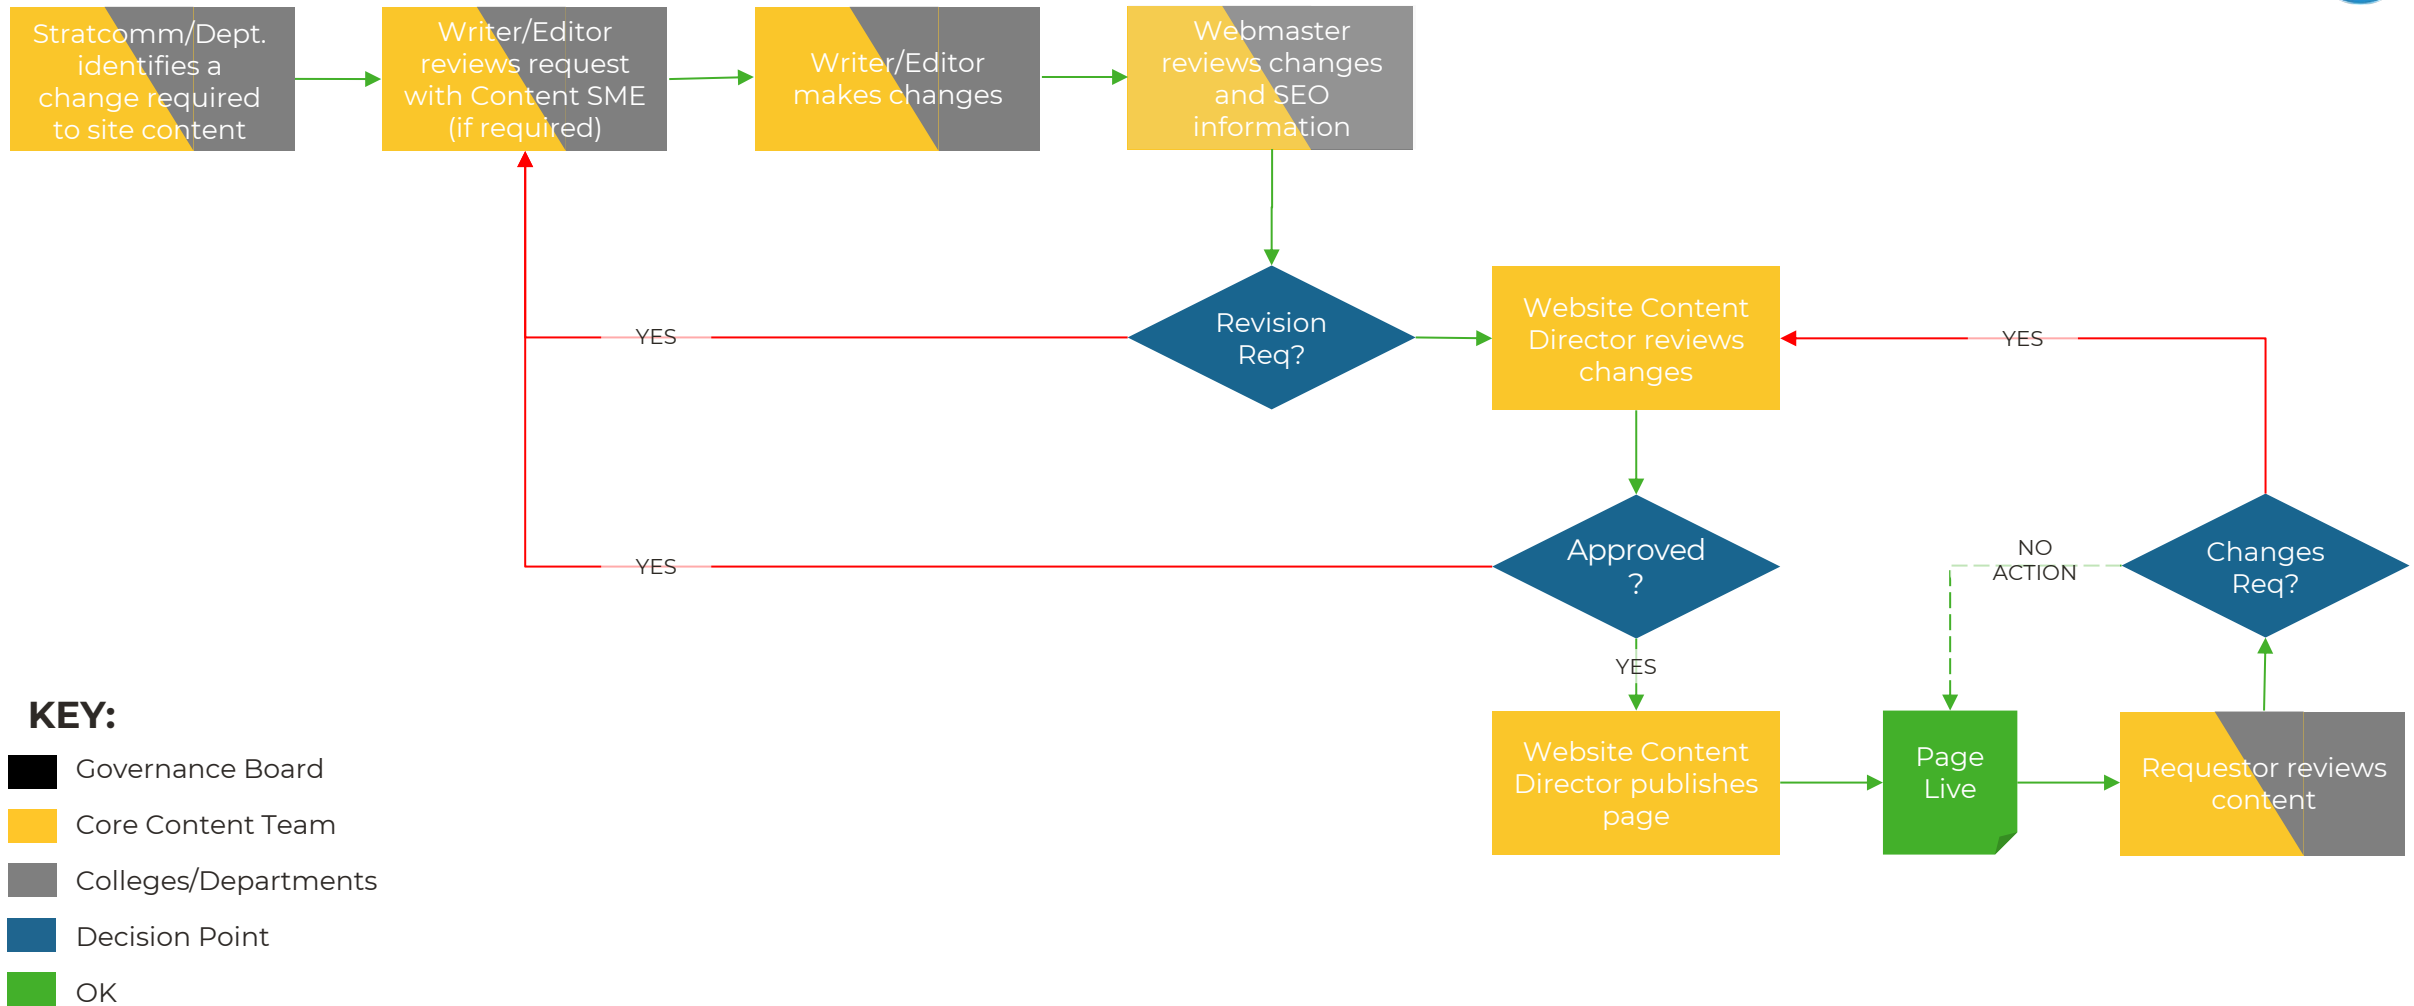 Stratcomm/Dept.
identifies a
change required
to site content
Writer/Editor
reviews request
with Content SME
(if required)
Writer/Editor
makes changes
Webmaster
reviews changes
and SEO
information
Revision
Req?
YES
Website Content
Director reviews
changes
YES
Approved
?
YES
YES
NO
ACTION
Changes
Req?
Website Content
Director publishes
page
Page
Live
Requestor reviews
content
KEY:
Governance Board
Core Content Team
Colleges/Departments
Decision Point
OK